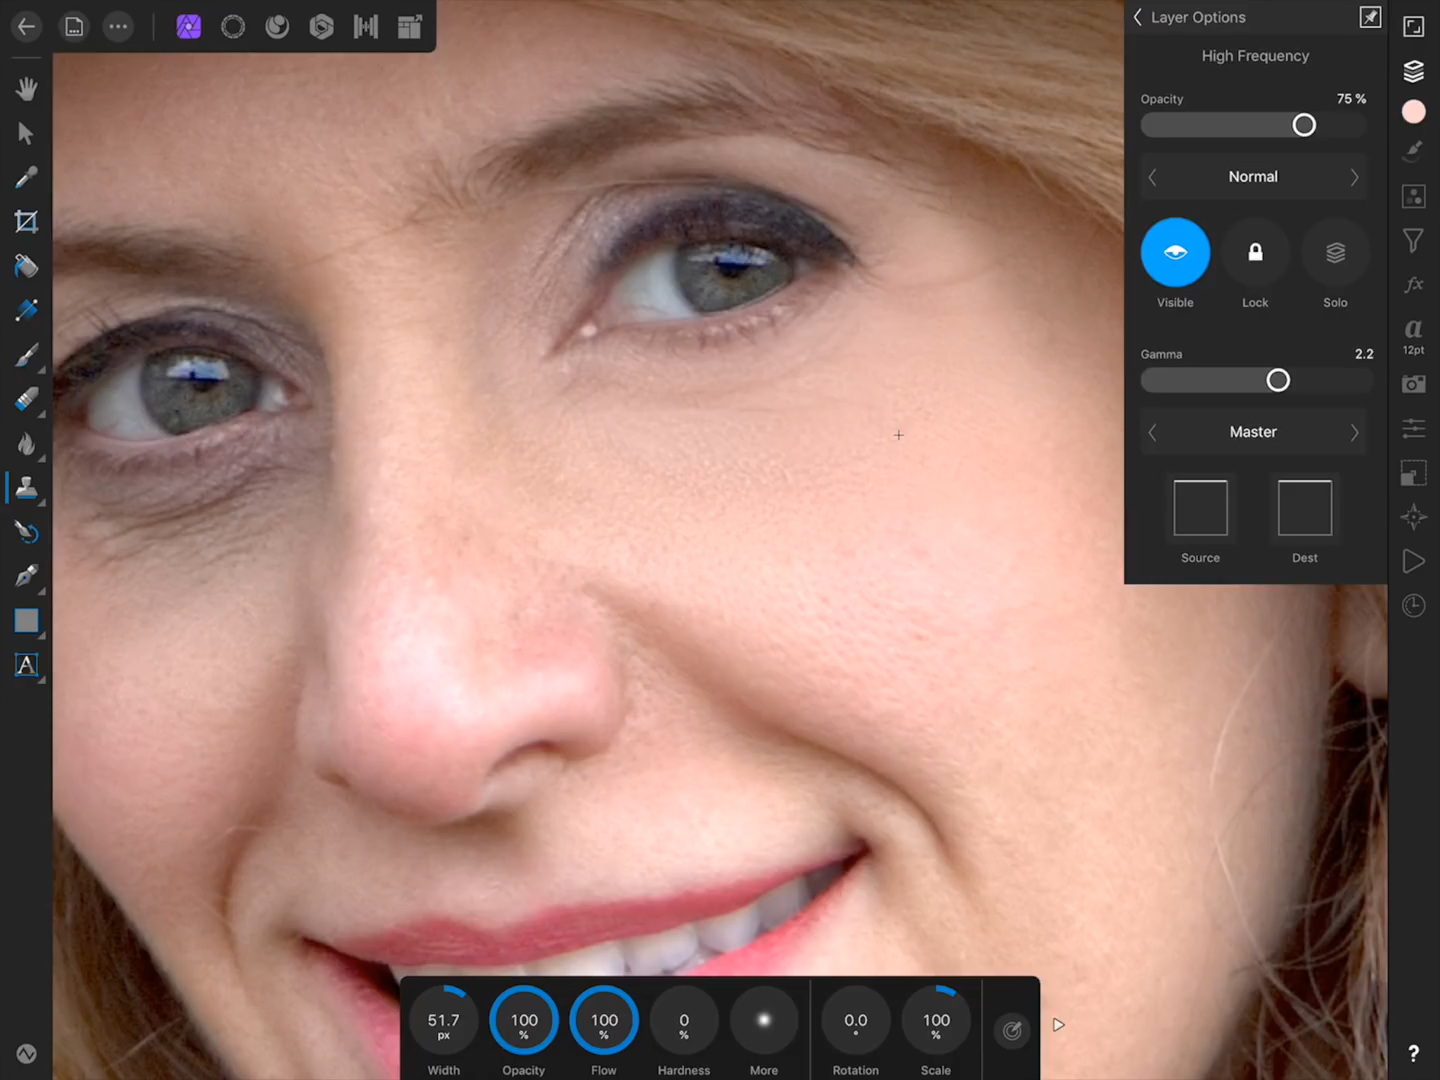 Layer Options
High Frequency
Opacity 75 %
Normal
Visible Lock Solo
Gamma 2.2
Master
Source Dest
fx
a
12pt
A
51.7 px
100 %
100 %
0 %
0.0 °
100 %
Width Opacity Flow Hardness More Rotation Scale
?